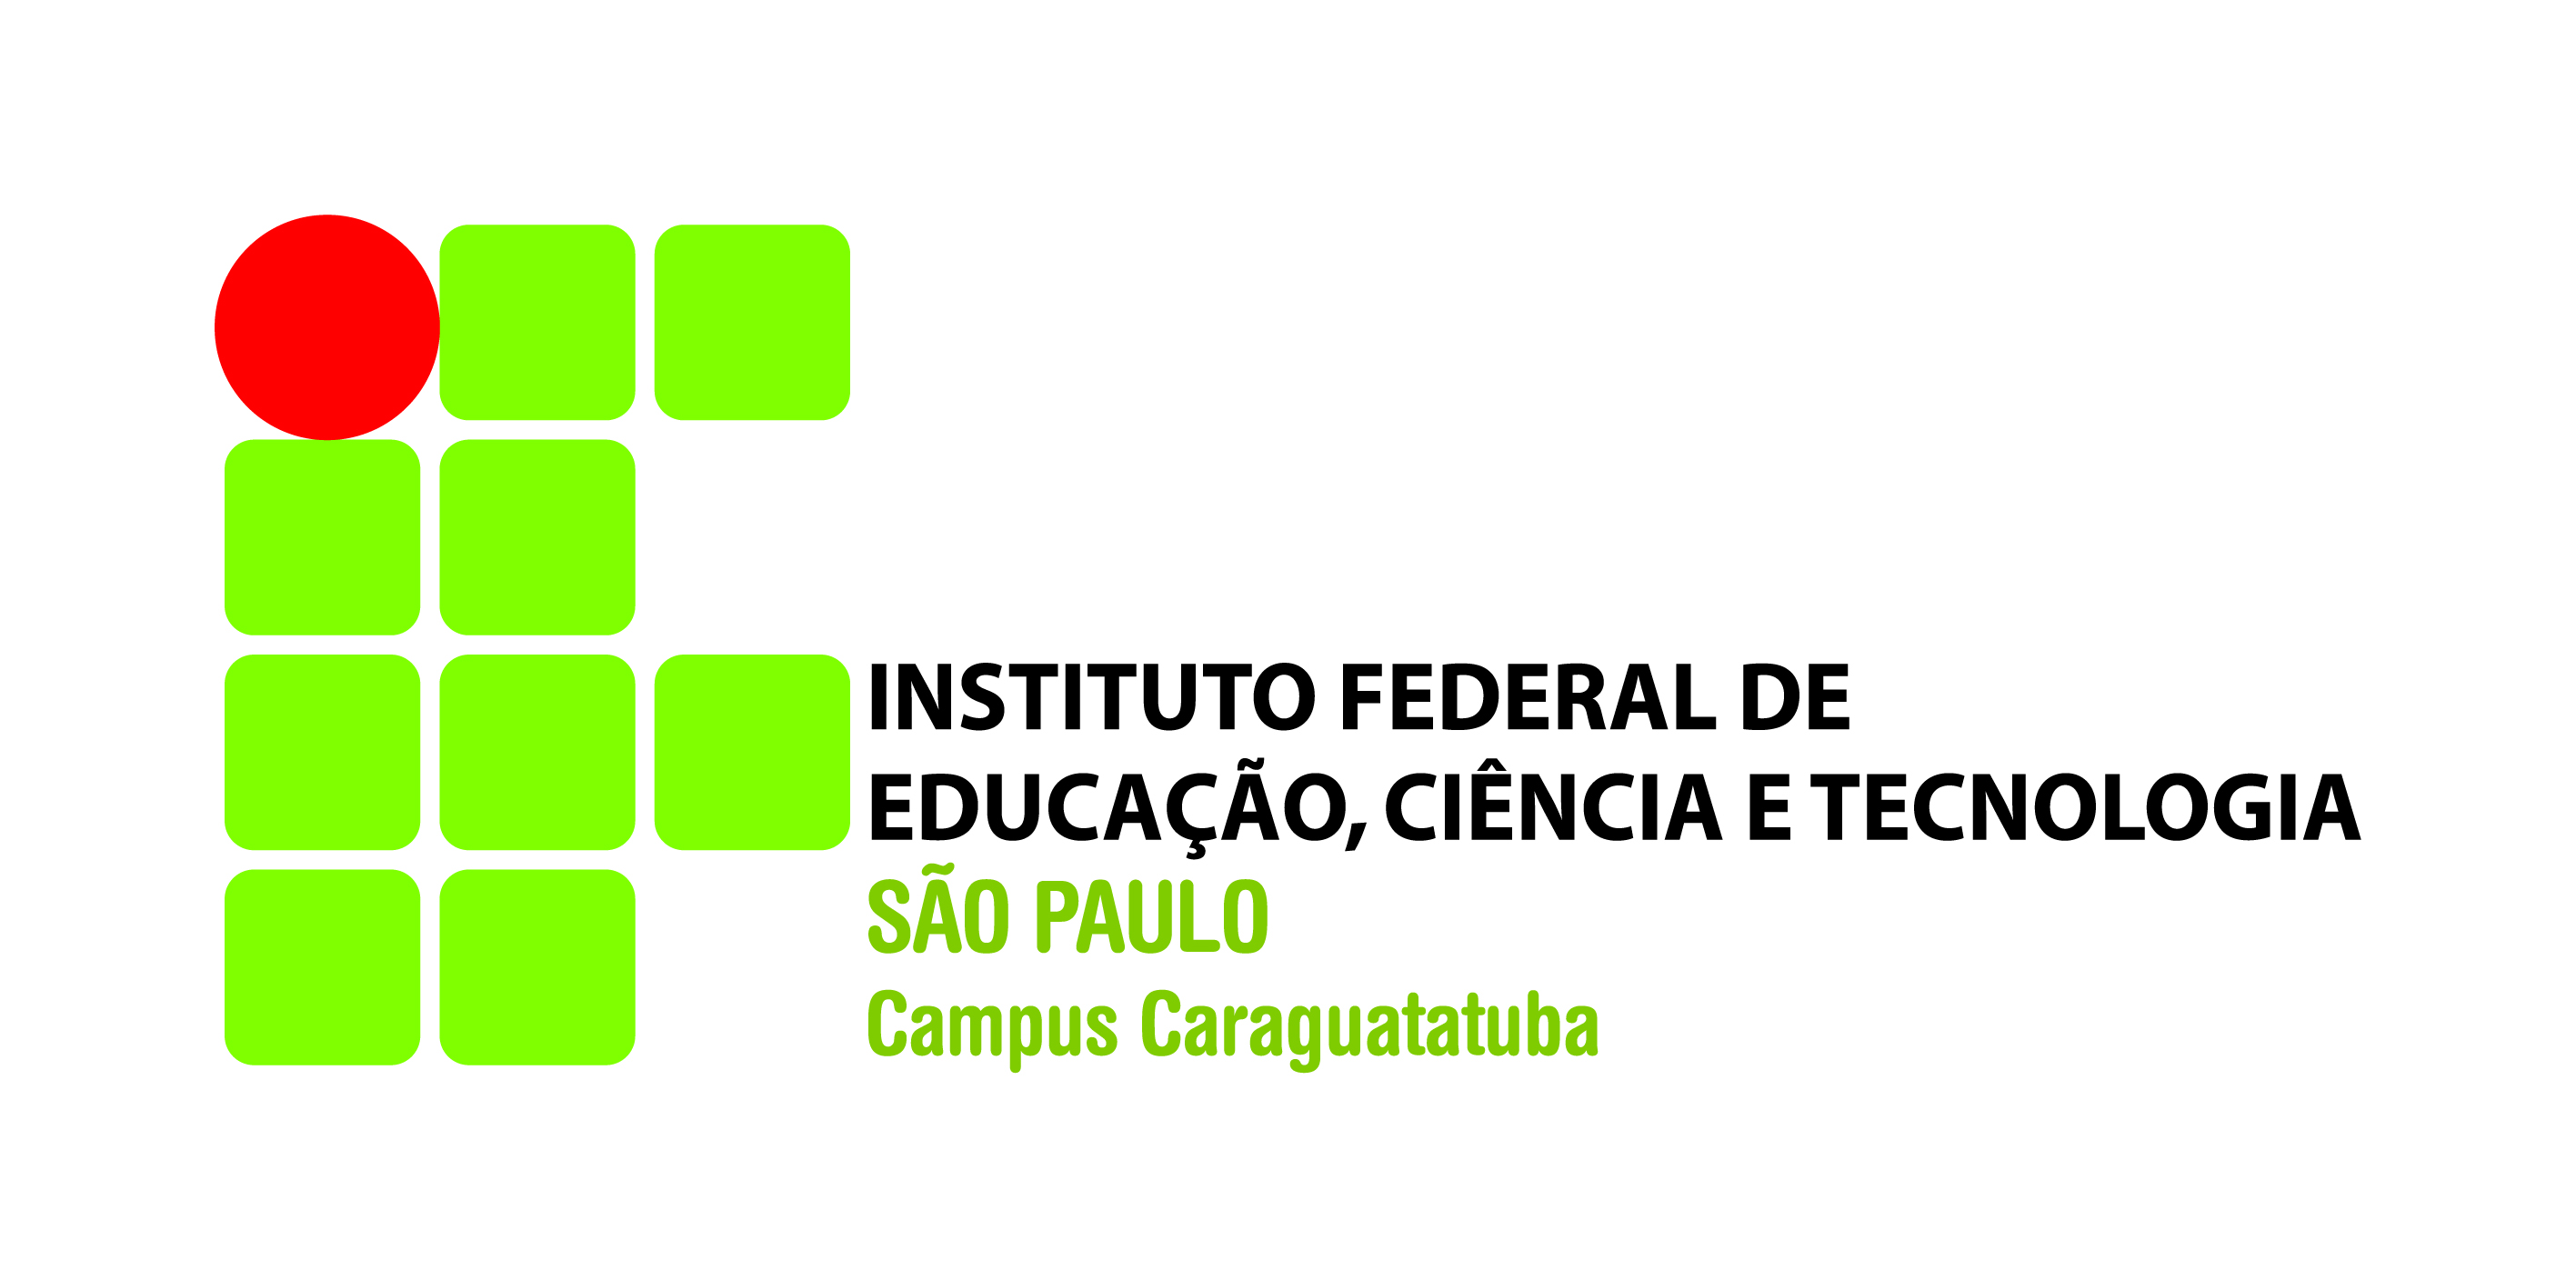 INSTITUTO FEDERAL DE
EDUCAÇÃO, CIÊNCIA E TECNOLOGIA
SÃO PAULO
Campus Caraguatatuba